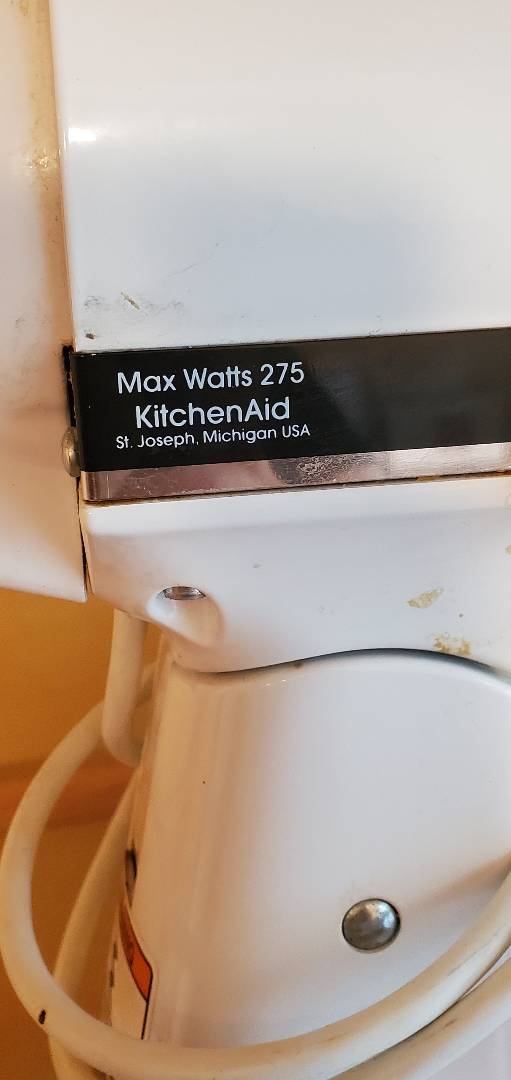 Max Watts 275
KitchenAid
St. Joseph, Michigan USA